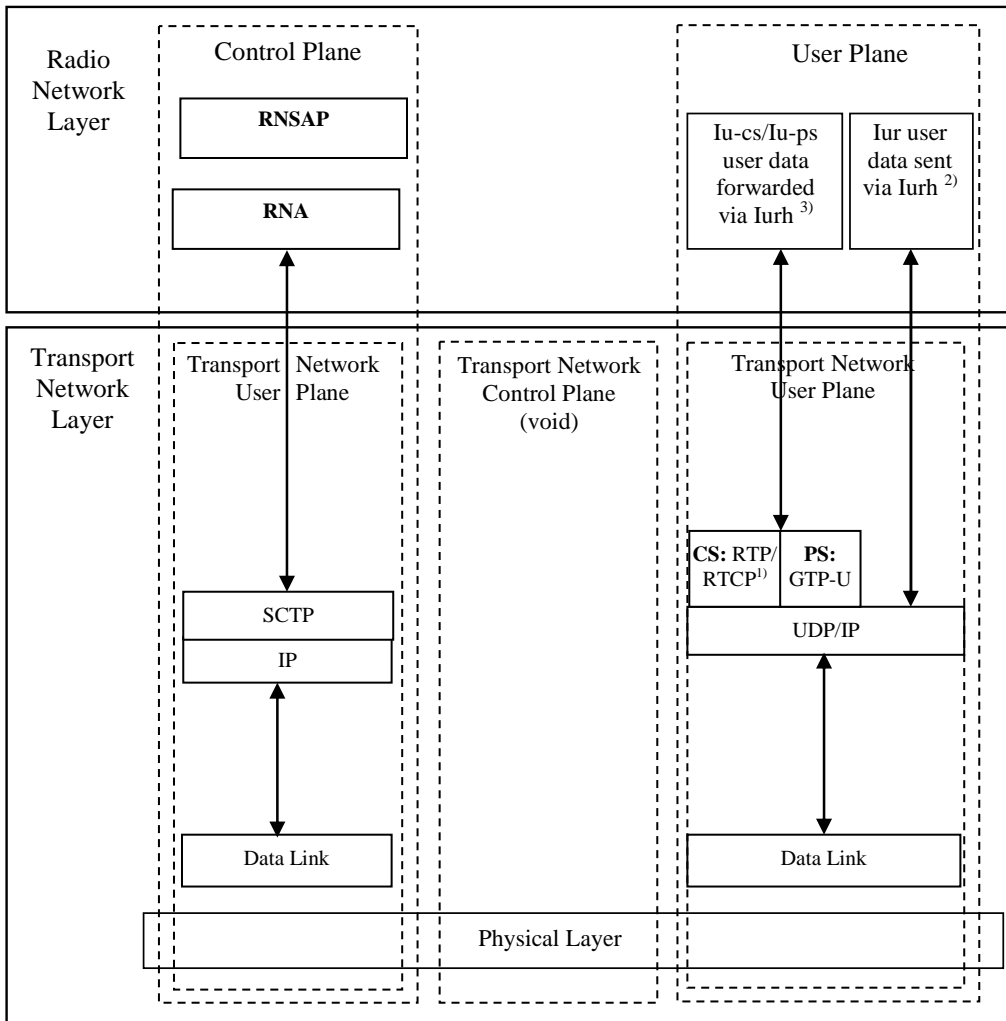 Radio
Network
Layer
Control Plane
RNSAP
RNA
User Plane
Iu-cs/Iu-ps
user data
forwarded
via Iurh 3)
Iur user
data sent
via Iurh 2)
Transport
Network
Layer
Transport Network
User Plane
SCTP
IP
Data Link
Transport Network
Control Plane
(void)
Transport Network
User Plane
CS: RTP/
RTCP1)
PS:
GTP-U
UDP/IP
Data Link
Physical Layer